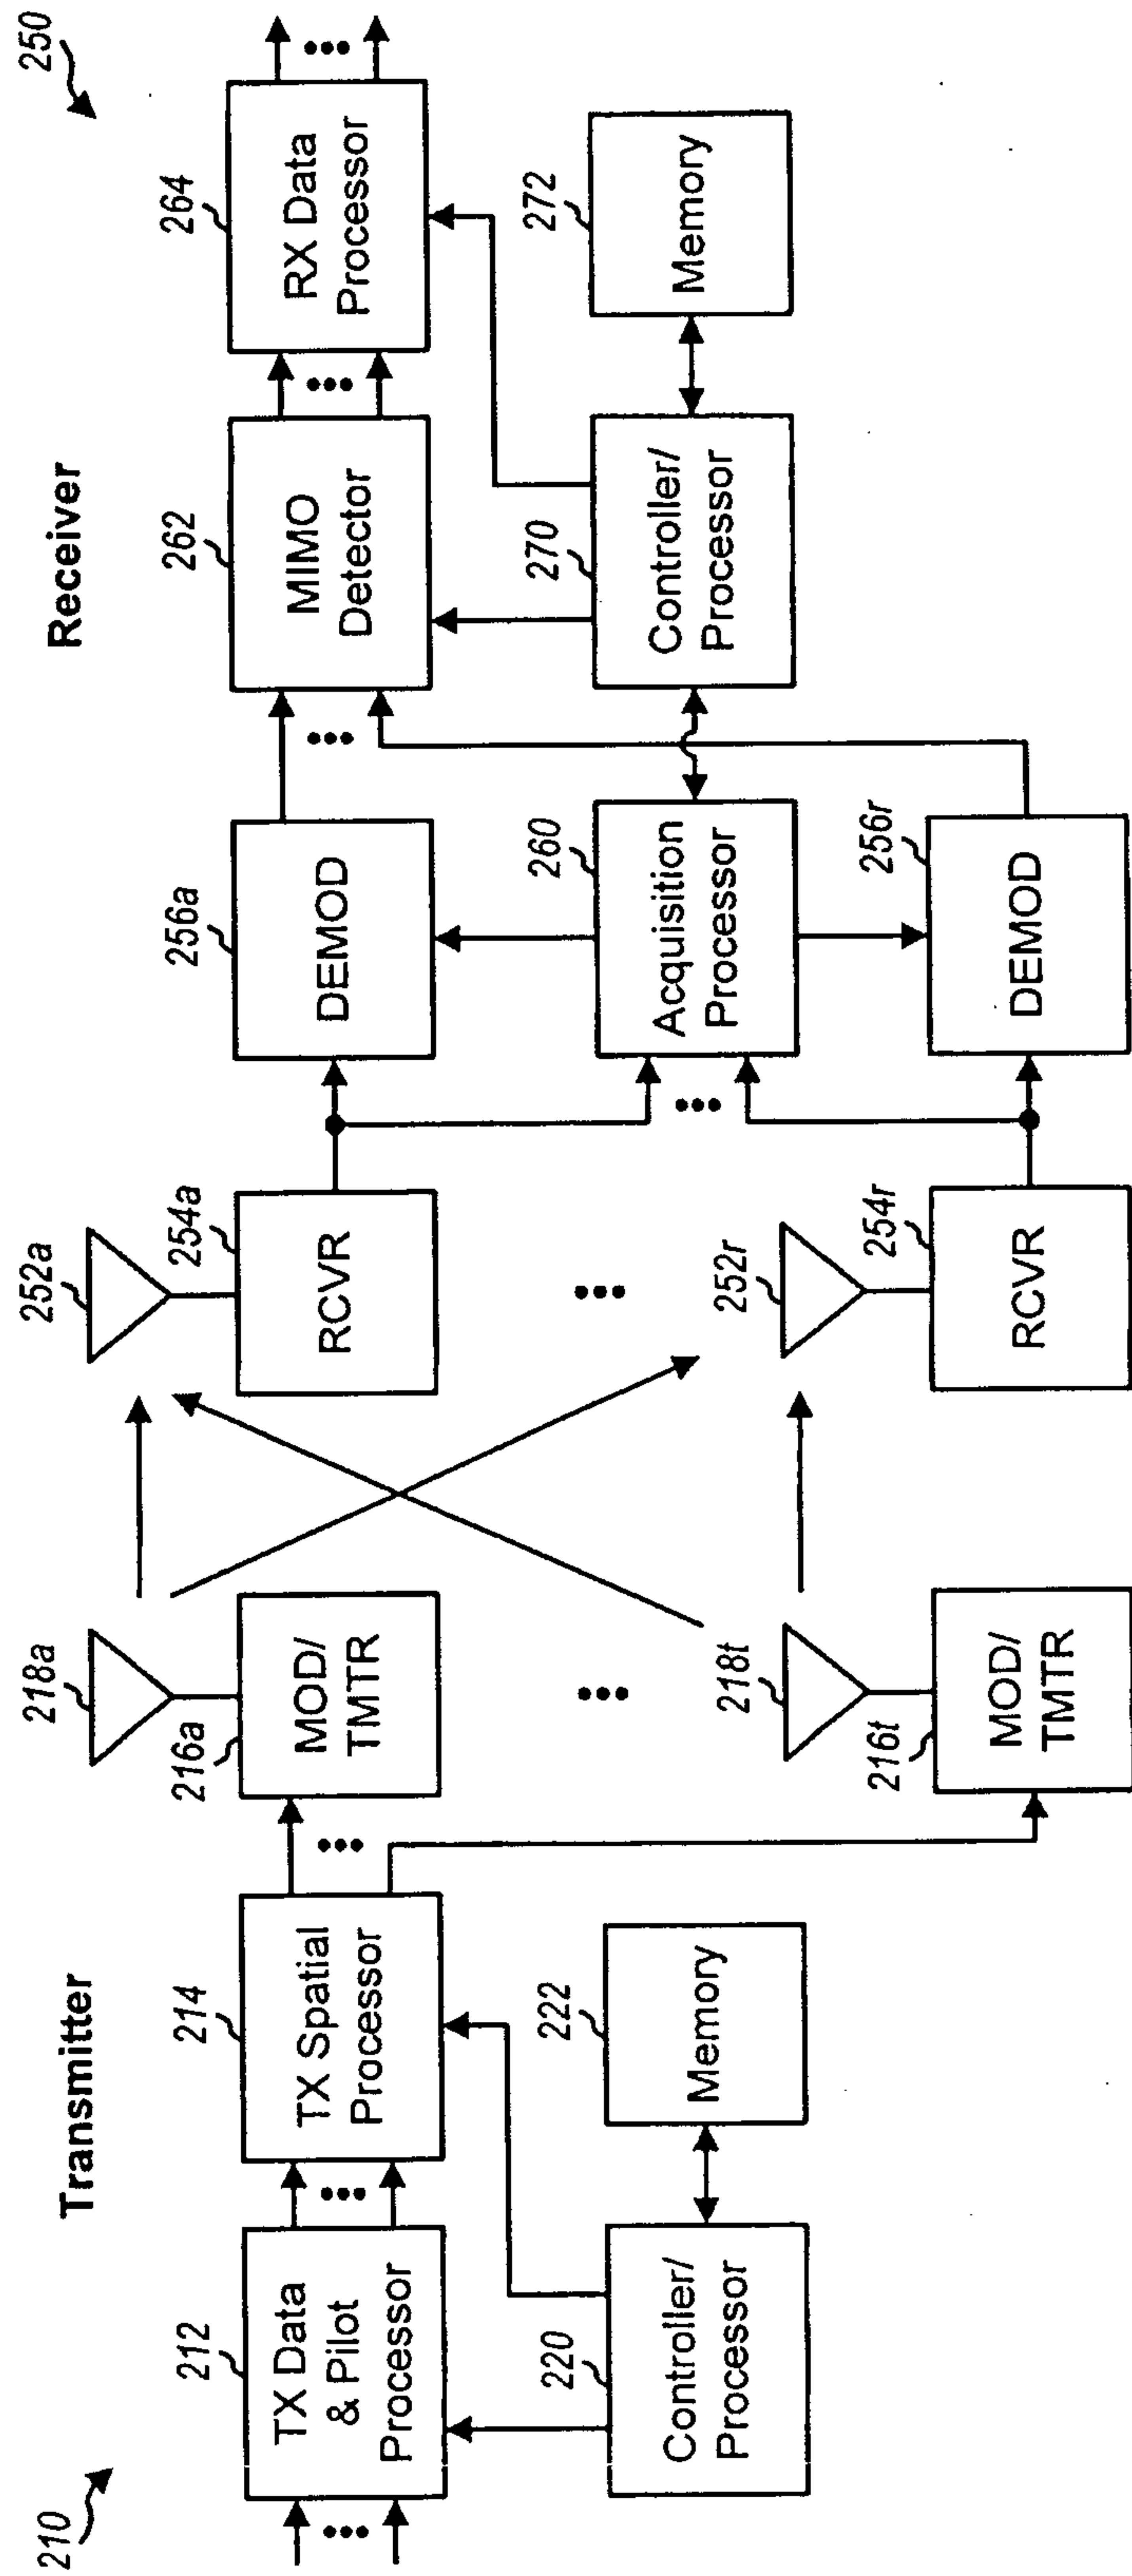 210
Transmitter
212
TX Data
& Pilot
Processor
214
TX Spatial
Processor
220
Controller/
Processor
222
Memory
218a
216a
MOD/
TMTR
218t
216t
MOD/
TMTR
Receiver
250
252a
254a
RCVR
252r
254r
RCVR
256a
DEMOD
260
Acquisition
Processor
256r
DEMOD
262
MIMO
Detector
264
RX Data
Processor
270
Controller/
Processor
272
Memory